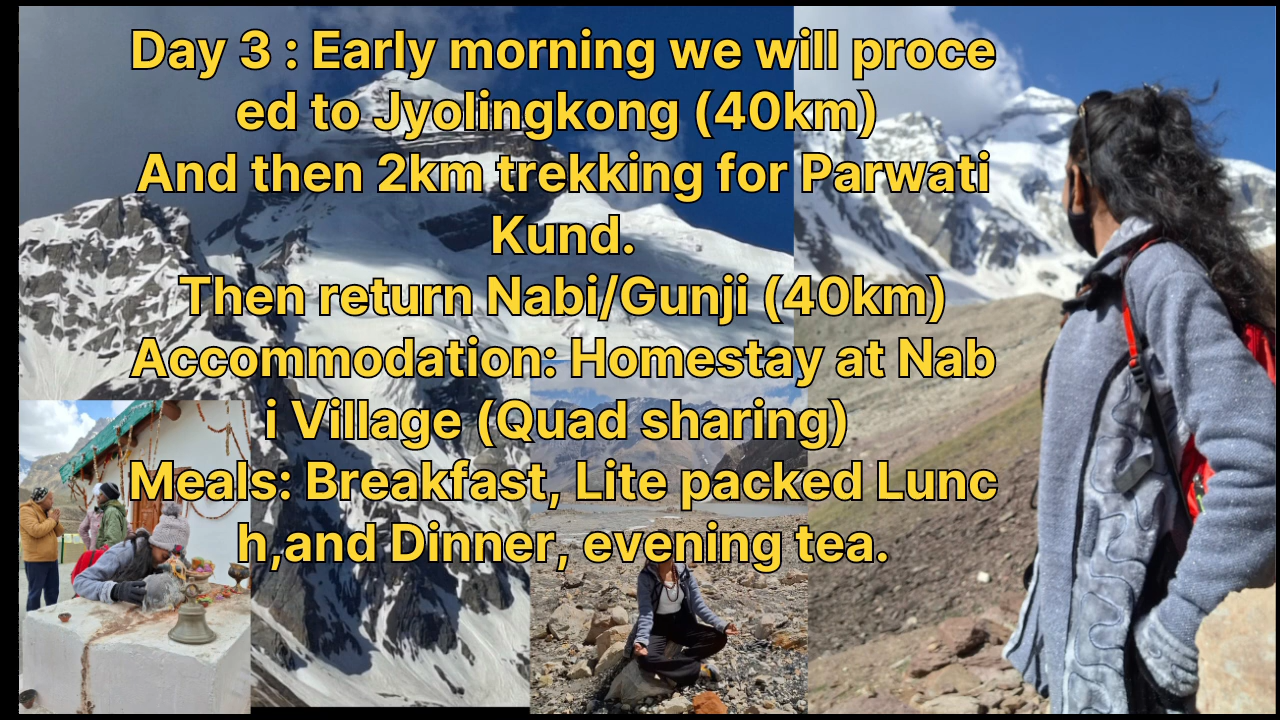 Day 3 : Early morning we will proce
ed to Jyolingkong (40km)
And then 2km trekking for Parwati
Kund.
Then return Nabi/Gunji (40km)
Accommodation: Homestay at Nab
i Village (Quad sharing)
Meals: Breakfast, Lite packed Lunc
h,and Dinner, evening tea.